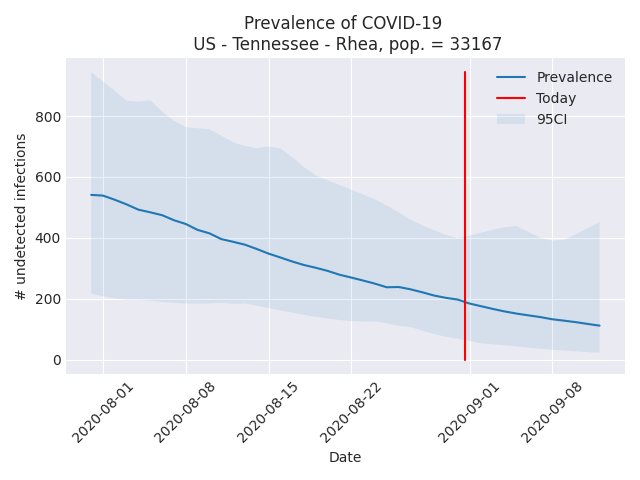 Prevalence of COVID-19
US - Tennessee - Rhea, pop. = 33167
Prevalence
Today
95CI
# undetected infections
800
600
400
200
0
2020-08-01
2020-08-08
2020-08-15
2020-08-22
2020-09-01
2020-09-08
Date